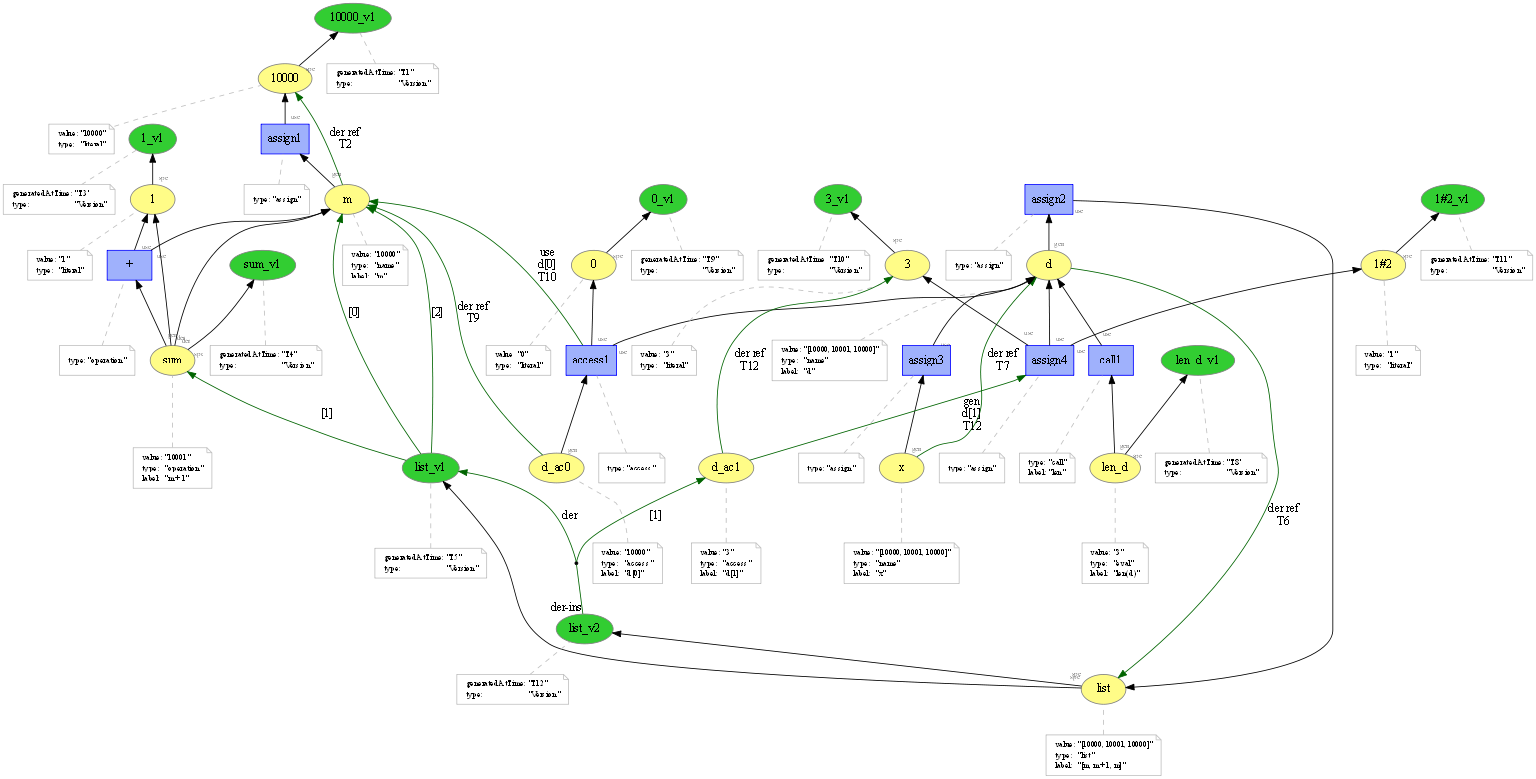 10000_v1
10000
generatedAtTime: "T1"
type: "Version"
value: "10000"
type: "literal"
1_v1
assign1
der ref
T2
generatedAtTime: "T3"
type: "Version"
1
type: "assign"
m
0_v1
3_v1
assign2
1#2_v1
value: "1"
type: "literal"
+
sum_v1
value: "10000"
type: "name"
label: "m"
use
d[0]
T10
0
generatedAtTime: "T9"
type: "Version"
generatedAtTime: "T10"
type: "Version"
3
type: "assign"
d
1#2
generatedAtTime: "T11"
type: "Version"
[0]
[2]
der ref
T9
type: "operation"
sum
generatedAtTime: "T4"
type: "Version"
value: "0"
type: "literal"
access1
value: "3"
type: "literal"
der ref
T12
value: "[10000, 10001, 10000]"
type: "name"
label: "d"
assign3
der ref
T7
assign4
call1
len_d_v1
value: "1"
type: "literal"
[1]
gen
d[1]
T12
value: "10001"
type: "operation"
label: "m+1"
list_v1
d_ac0
type: "access"
d_ac1
type: "assign"
x
type: "assign"
type: "call"
label: "len"
len_d
generatedAtTime: "T8"
type: "Version"
der
[1]
der ref
T6
generatedAtTime: "T5"
type: "Version"
value: "10000"
type: "access"
label: "d[0]"
value: "3"
type: "access"
label: "d[1]"
value: "[10000, 10001, 10000]"
type: "name"
label: "x"
value: "3"
type: "eval"
label: "len(d)"
der-ins
list_v2
generatedAtTime: "T12"
type: "Version"
list
value: "[10000, 10001, 10000]"
type: "list"
label: "[m, m+1, m]"